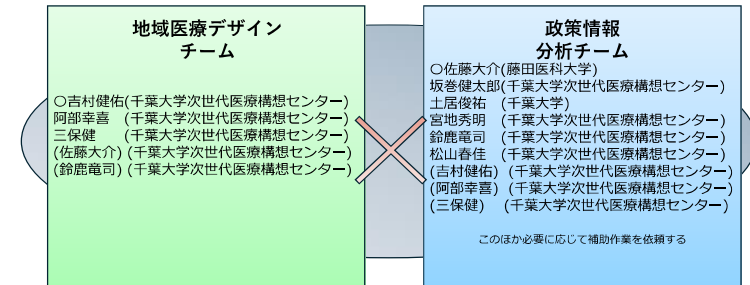 地域医療デザイン
チーム
〇吉村健佑(千葉大学次世代医療構想センター)
阿部幸喜 (千葉大学次世代医療構想センター)
三保健 (千葉大学次世代医療構想センター)
(佐藤大介) (千葉大学次世代医療構想センター)
(鈴鹿竜司) (千葉大学次世代医療構想センター)
政策情報
分析チーム
〇佐藤大介(藤田医科大学)
坂巻健太郎(千葉大学次世代医療構想センター)
土居俊祐 (千葉大学)
宮地秀明 (千葉大学次世代医療構想センター)
鈴鹿竜司 (千葉大学次世代医療構想センター)
松山春佳 (千葉大学次世代医療構想センター)
(吉村健佑) (千葉大学次世代医療構想センター)
(阿部幸喜) (千葉大学次世代医療構想センター)
(三保健) (千葉大学次世代医療構想センター)
このほか必要に応じて補助作業を依頼する